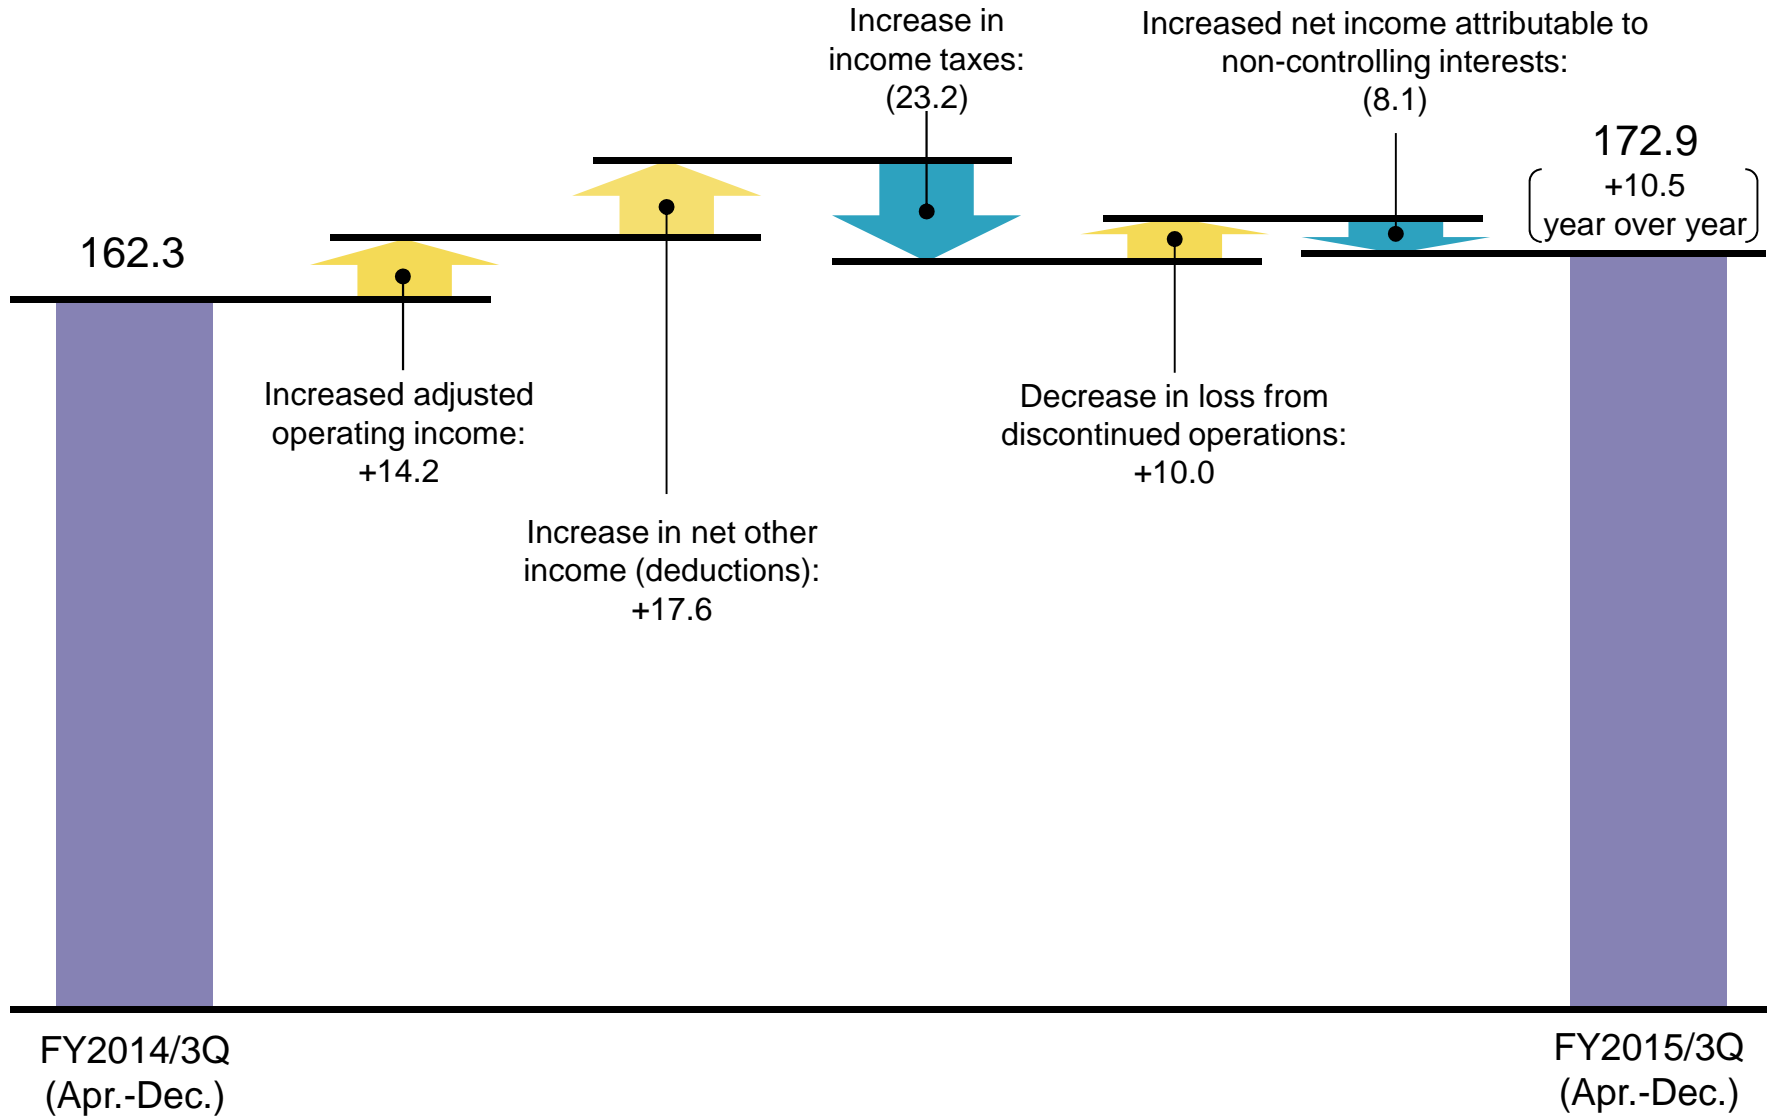 Increase in
income taxes:
(23.2)
Increased net income attributable to
non-controlling interests:
(8.1)
172.9
+10.5
year over year
162.3
Increased adjusted
operating income:
+14.2
Decrease in loss from
discontinued operations:
+10.0
Increase in net other
income (deductions):
+17.6
FY2014/3Q
(Apr.-Dec.)
FY2015/3Q
(Apr.-Dec.)